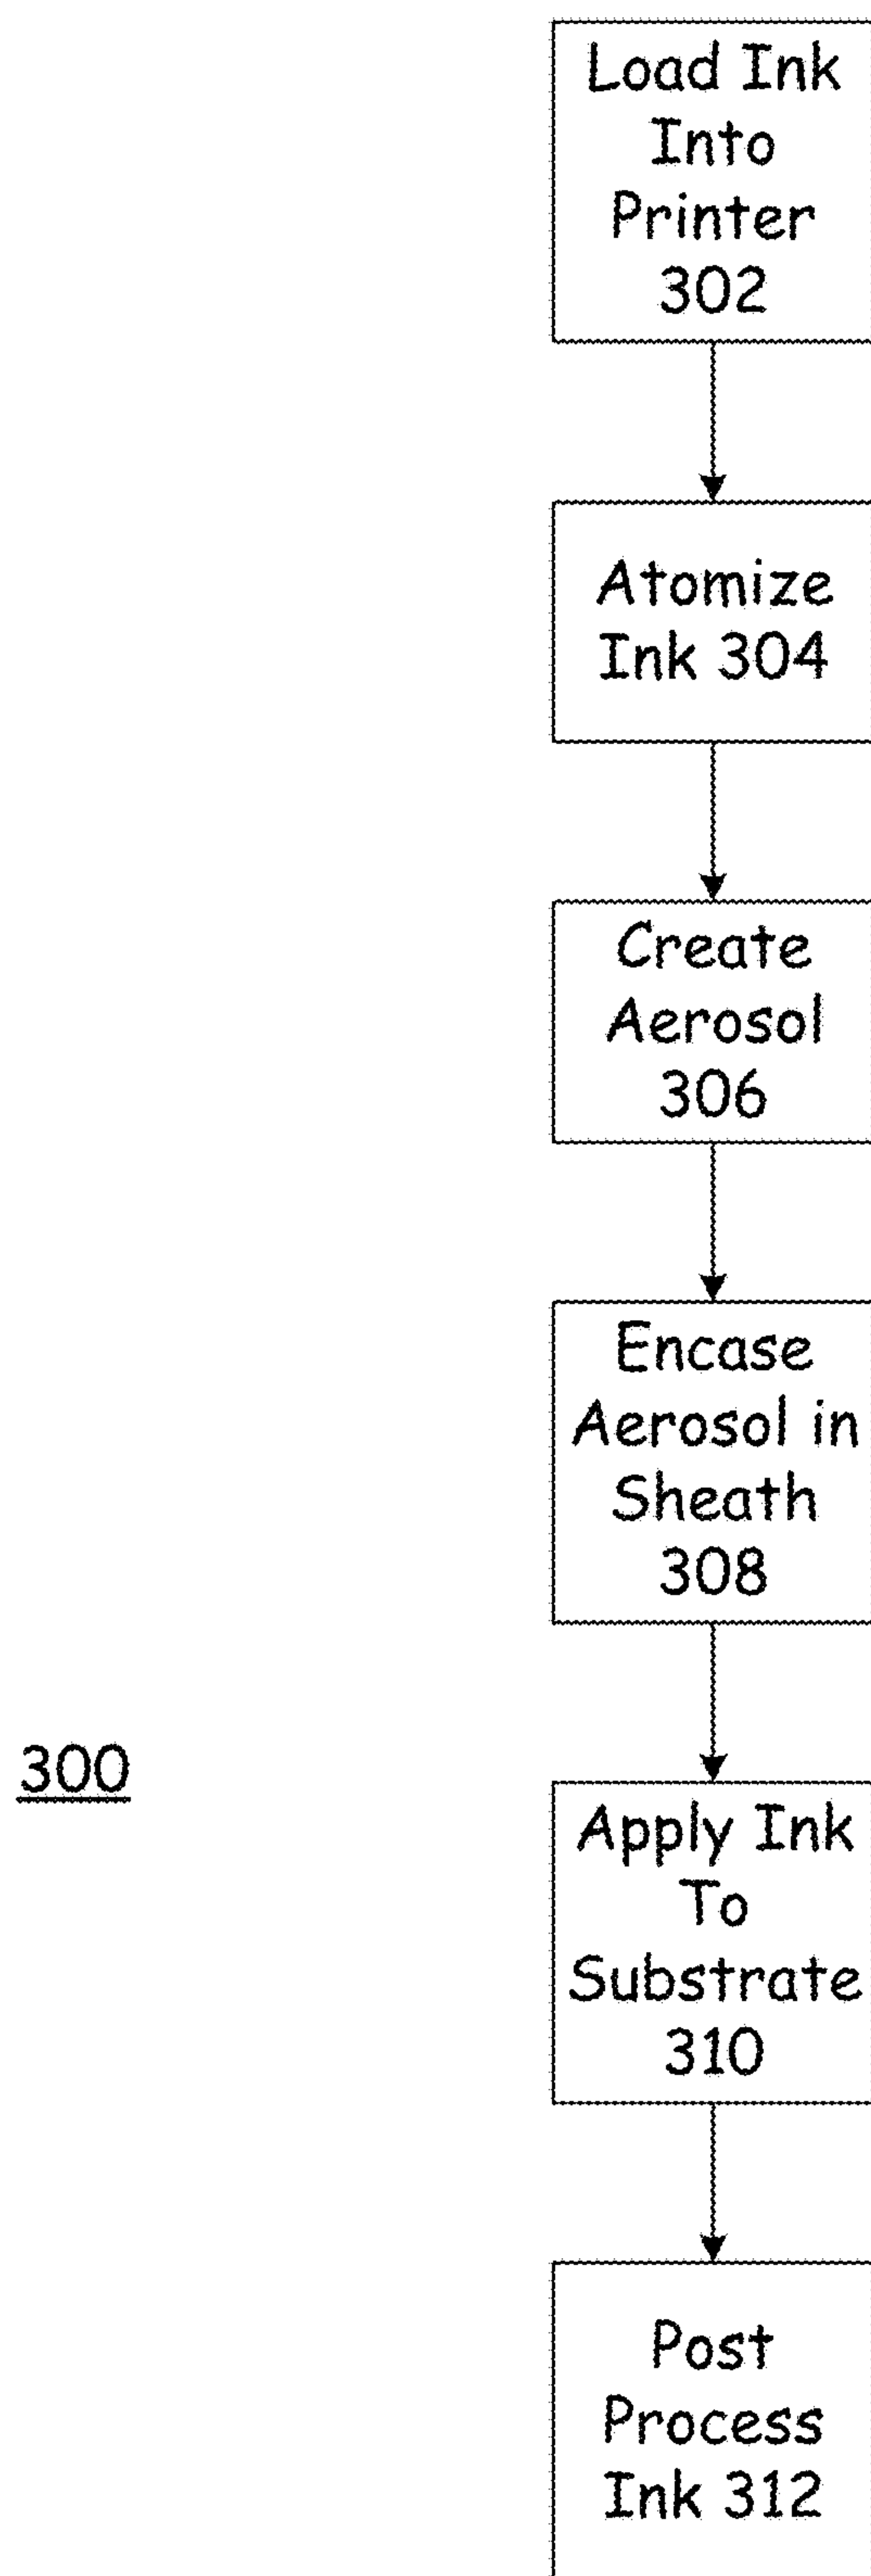 Load Ink
Into
Printer
302
Atomize
Ink 304
Create
Aerosol
306
Encase
Aerosol in
Sheath
308
300
Apply Ink
To
Substrate
310
Post
Process
Ink 312